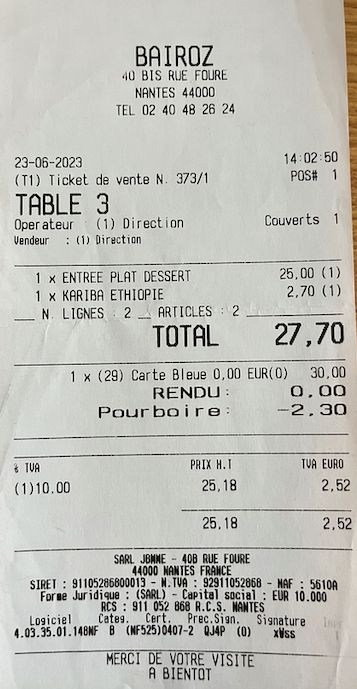 BAIROZ
40 BIS RUE FOURE
NANTES 44000
TEL 02 40 48 26 24
23-06-2023 14:02:50
(T1) Ticket de vente N. 373/1 POS# 1
TABLE 3
Operateur : (1) Direction Couverts 1
Vendeur : (1) Direction
1 x ENTREE PLAT DESSERT 25,00 (1)
1 x KARIBA ETHIOPIE 2,70 (1)
__ N. LIGNES : 2 __ ARTICLES : 2 __
TOTAL 27,70
1 x (29) Carte Bleue 0,00 EUR(0) 30,00
RENDU: 0,00
Pourboire: -2,30
% TVA PRIX H.T TVA EURO
(1)10.00 25,18 2,52
25,18 2,52
SARL JBMME - 40B RUE FOURE
44000 NANTES FRANCE
SIRET : 91105286800013 - N.TVA : 92911052868 - NAF : 5610A
Forme Juridique : (SARL) - Capital social : EUR 10.000
RCS : 911 052 868 R.C.S. NANTES
Logiciel Categ. Cert. Prec.Sign. Signature
4.03.35.01.148NF B (NF525)0407-2 QJ4P (0) xWss
MERCI DE VOTRE VISITE
A BIENTOT